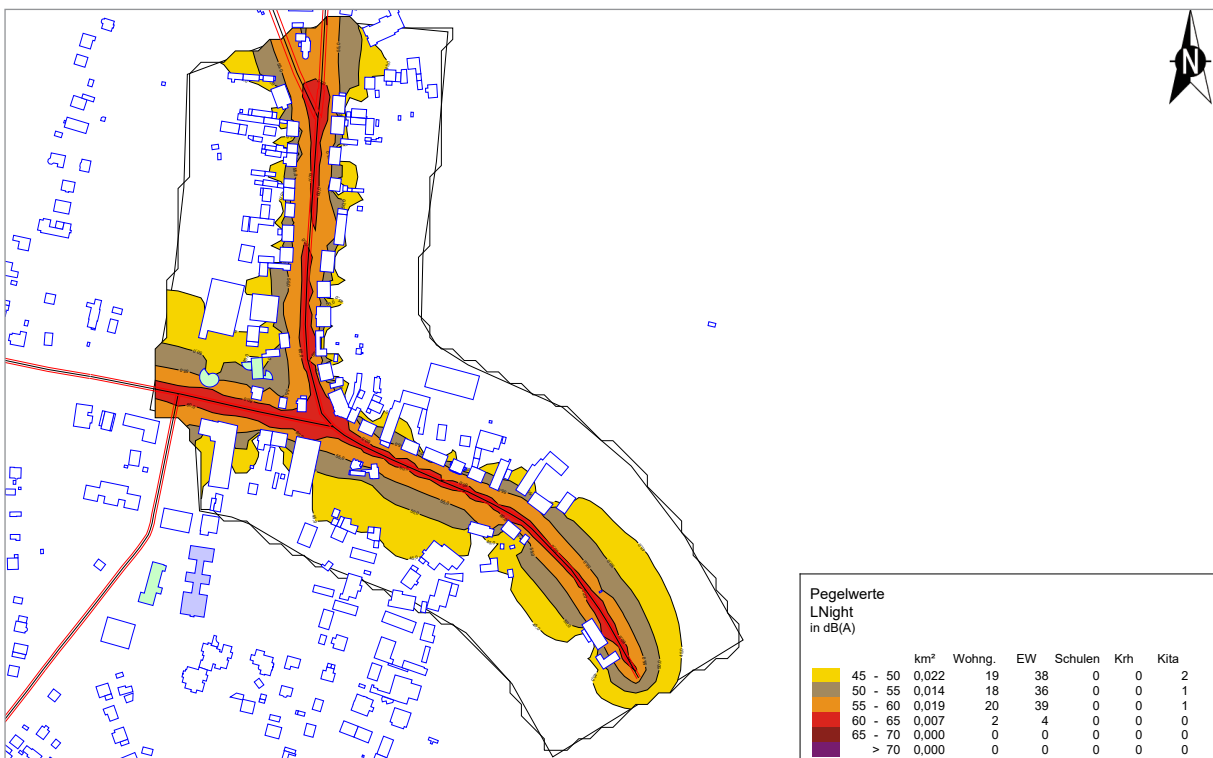 N
Pegelwerte
LNight
in dB(A)
km² Wohng. EW Schulen Krh Kita
45 - 50 0,022 19 38 0 0 2
50 - 55 0,014 18 36 0 0 1
55 - 60 0,019 20 39 0 0 1
60 - 65 0,007 2 4 0 0 0
65 - 70 0,000 0 0 0 0 0
> 70 0,000 0 0 0 0 0